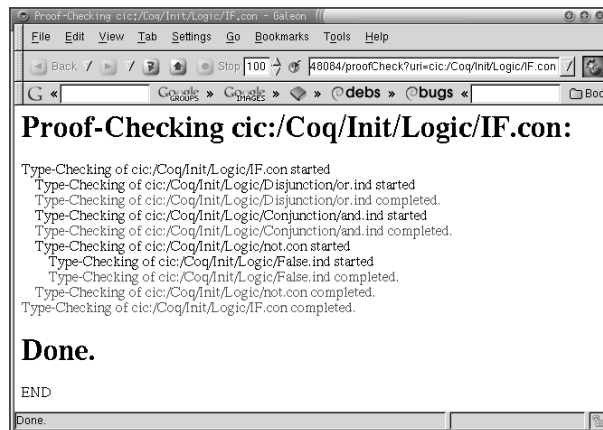 Proof-Checking cic:/Coq/Init/Logic/IF.con - Galeon
File Edit View Tab Settings Go Bookmarks Tools Help
Back Stop 100 48084/proofCheck?uri=cic:/Coq/Init/Logic/IF.con
G « Google GROUPS » Google IMAGES » » debs » bugs « Boo
Proof-Checking cic:/Coq/Init/Logic/IF.con:
Type-Checking of cic:/Coq/Init/Logic/IF.con started
Type-Checking of cic:/Coq/Init/Logic/Disjunction/or.ind started
Type-Checking of cic:/Coq/Init/Logic/Disjunction/or.ind completed.
Type-Checking of cic:/Coq/Init/Logic/Conjunction/and.ind started
Type-Checking of cic:/Coq/Init/Logic/Conjunction/and.ind completed.
Type-Checking of cic:/Coq/Init/Logic/not.con started
Type-Checking of cic:/Coq/Init/Logic/False.ind started
Type-Checking of cic:/Coq/Init/Logic/False.ind completed.
Type-Checking of cic:/Coq/Init/Logic/not.con completed.
Type-Checking of cic:/Coq/Init/Logic/IF.con completed.
Done.
END
Done.